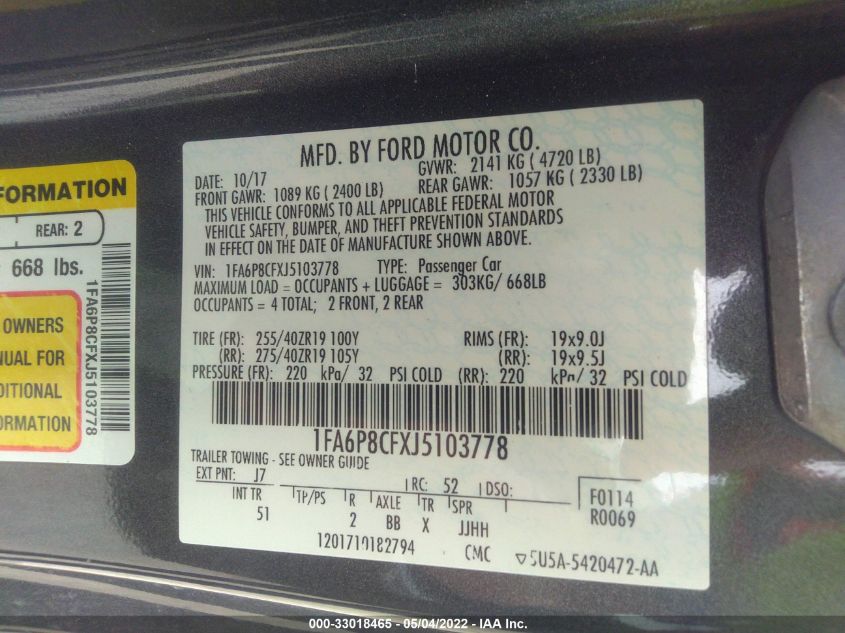 FORMATION
REAR: 2
668 lbs.
OWNERS
NUAL FOR
DITIONAL
ORMATION
1FA6P8CFXJ5103778
MFD. BY FORD MOTOR CO.
DATE: 10/17 GVWR: 2141 KG ( 4720 LB)
FRONT GAWR: 1089 KG ( 2400 LB) REAR GAWR: 1057 KG ( 2330 LB)
THIS VEHICLE CONFORMS TO ALL APPLICABLE FEDERAL MOTOR
VEHICLE SAFETY, BUMPER, AND THEFT PREVENTION STANDARDS
IN EFFECT ON THE DATE OF MANUFACTURE SHOWN ABOVE.
VIN: 1FA6P8CFXJ5103778 TYPE: Passenger Car
MAXIMUM LOAD = OCCUPANTS + LUGGAGE = 303KG/ 668LB
OCCUPANTS = 4 TOTAL; 2 FRONT, 2 REAR
TIRE (FR): 255/40ZR19 100Y RIMS (FR): 19x9.0J
(RR): 275/40ZR19 105Y (RR): 19x9.5J
PRESSURE (FR): 220 kPa/ 32 PSI COLD (RR): 220 kPa/ 32 PSI COLD
1FA6P8CFXJ5103778
TRAILER TOWING - SEE OWNER GUIDE
EXT PNT: J7 RC: 52 DSO: F0114
INT TR TP/PS R AXLE TR SPR R0069
51 2 BB X JJHH
1201710182794 CMC ▽5U5A-5420472-AA
000-33018465 - 05/04/2022 - IAA Inc.